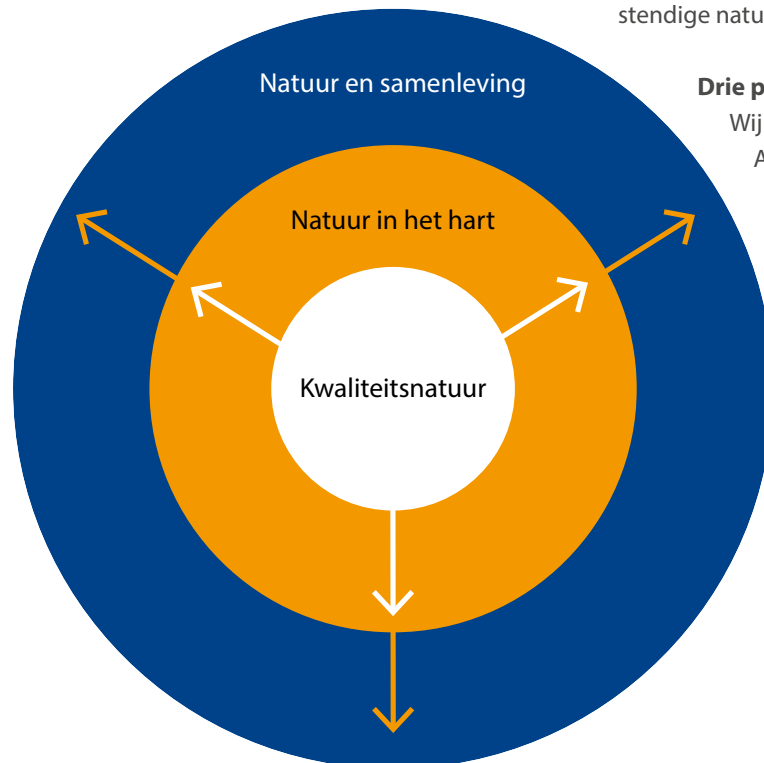 stendige natu
Natuur en samenleving
Drie p
Wij
A
Natuur in het hart
Kwaliteitsnatuur